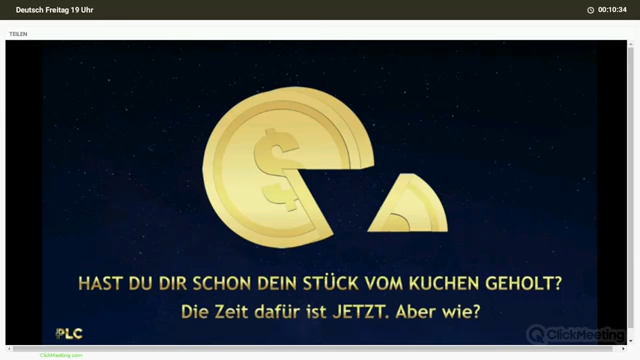 Deutsch Freitag 19 Uhr
00:10:34
TEILEN
$
HAST DU DIR SCHON DEIN STÜCK VOM KUCHEN GEHOLT?
Die Zeit dafür ist JETZT. Aber wie?
PLC
ClickMeeting
ClickMeeting.com